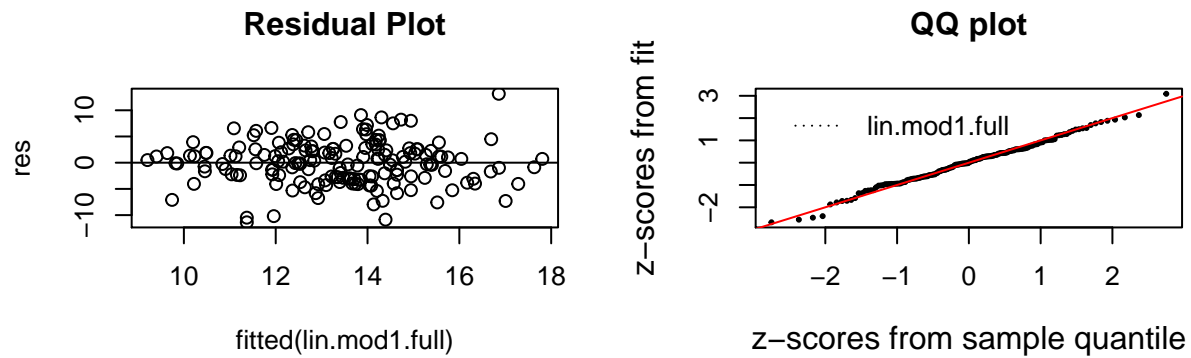 Residual Plot
res
10
0
−10
10 12 14 16 18
fitted(lin.mod1.full)
QQ plot
z−scores from fit
3
1
−2
lin.mod1.full
−2 −1 0 1 2
z−scores from sample quantile